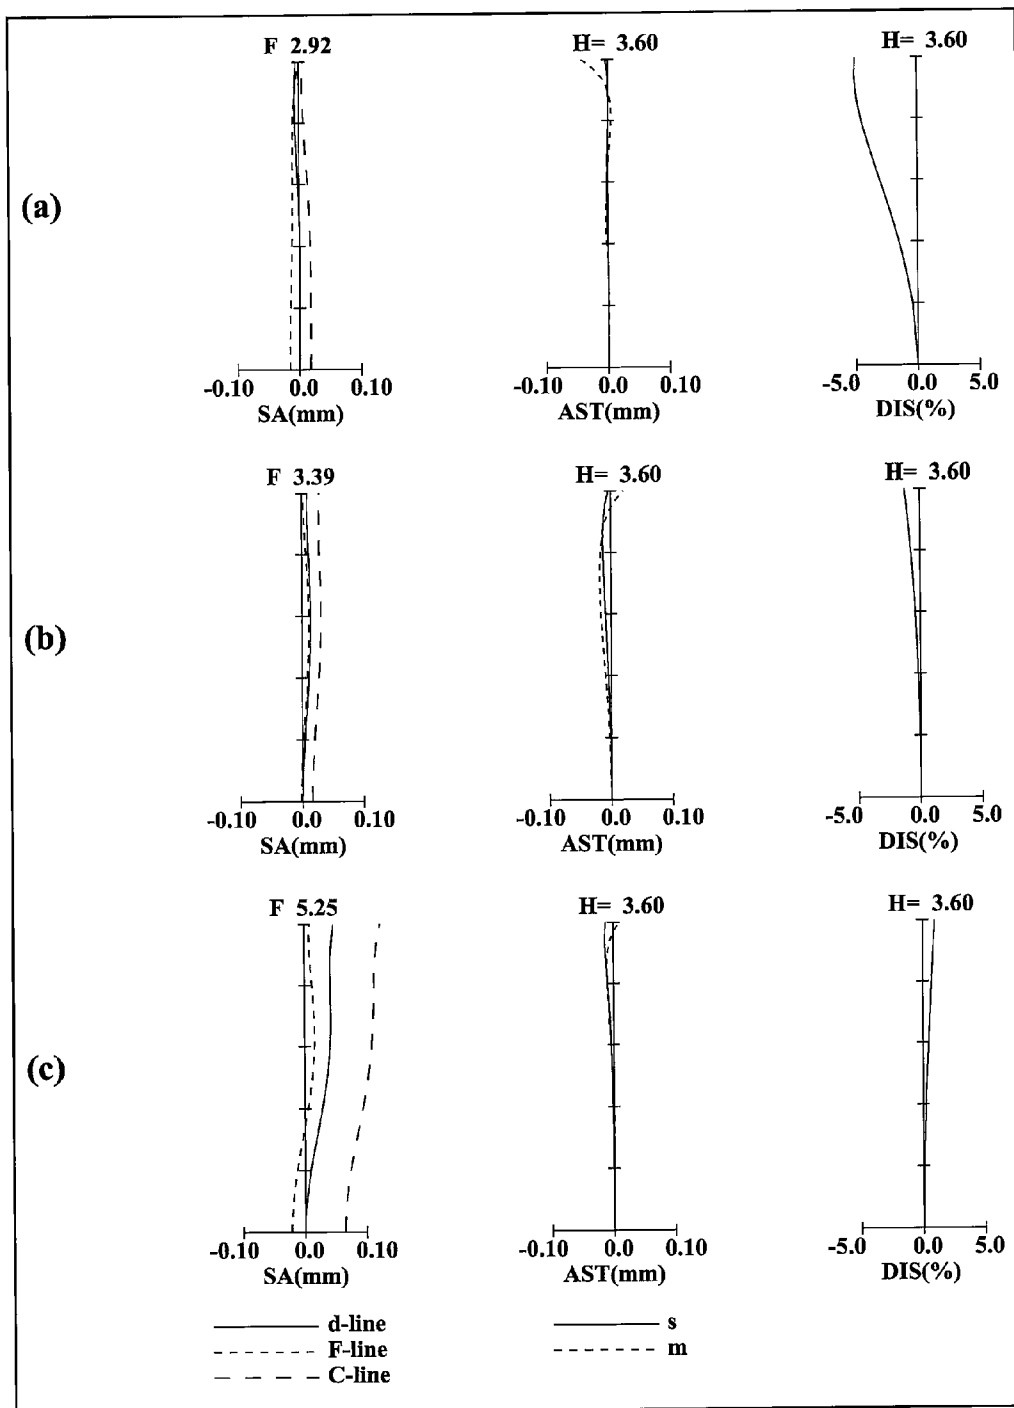 F 2.92 H= 3.60 H= 3.60
(a)
-0.10 0.0 0.10 -0.10 0.0 0.10 -5.0 0.0 5.0
SA(mm) AST(mm) DIS(%)
F 3.39 H= 3.60 H= 3.60
(b)
-0.10 0.0 0.10 -0.10 0.0 0.10 -5.0 0.0 5.0
SA(mm) AST(mm) DIS(%)
F 5.25 H= 3.60 H= 3.60
(c)
-0.10 0.0 0.10 -0.10 0.0 0.10 -5.0 0.0 5.0
SA(mm) AST(mm) DIS(%)
d-line s
F-line m
C-line